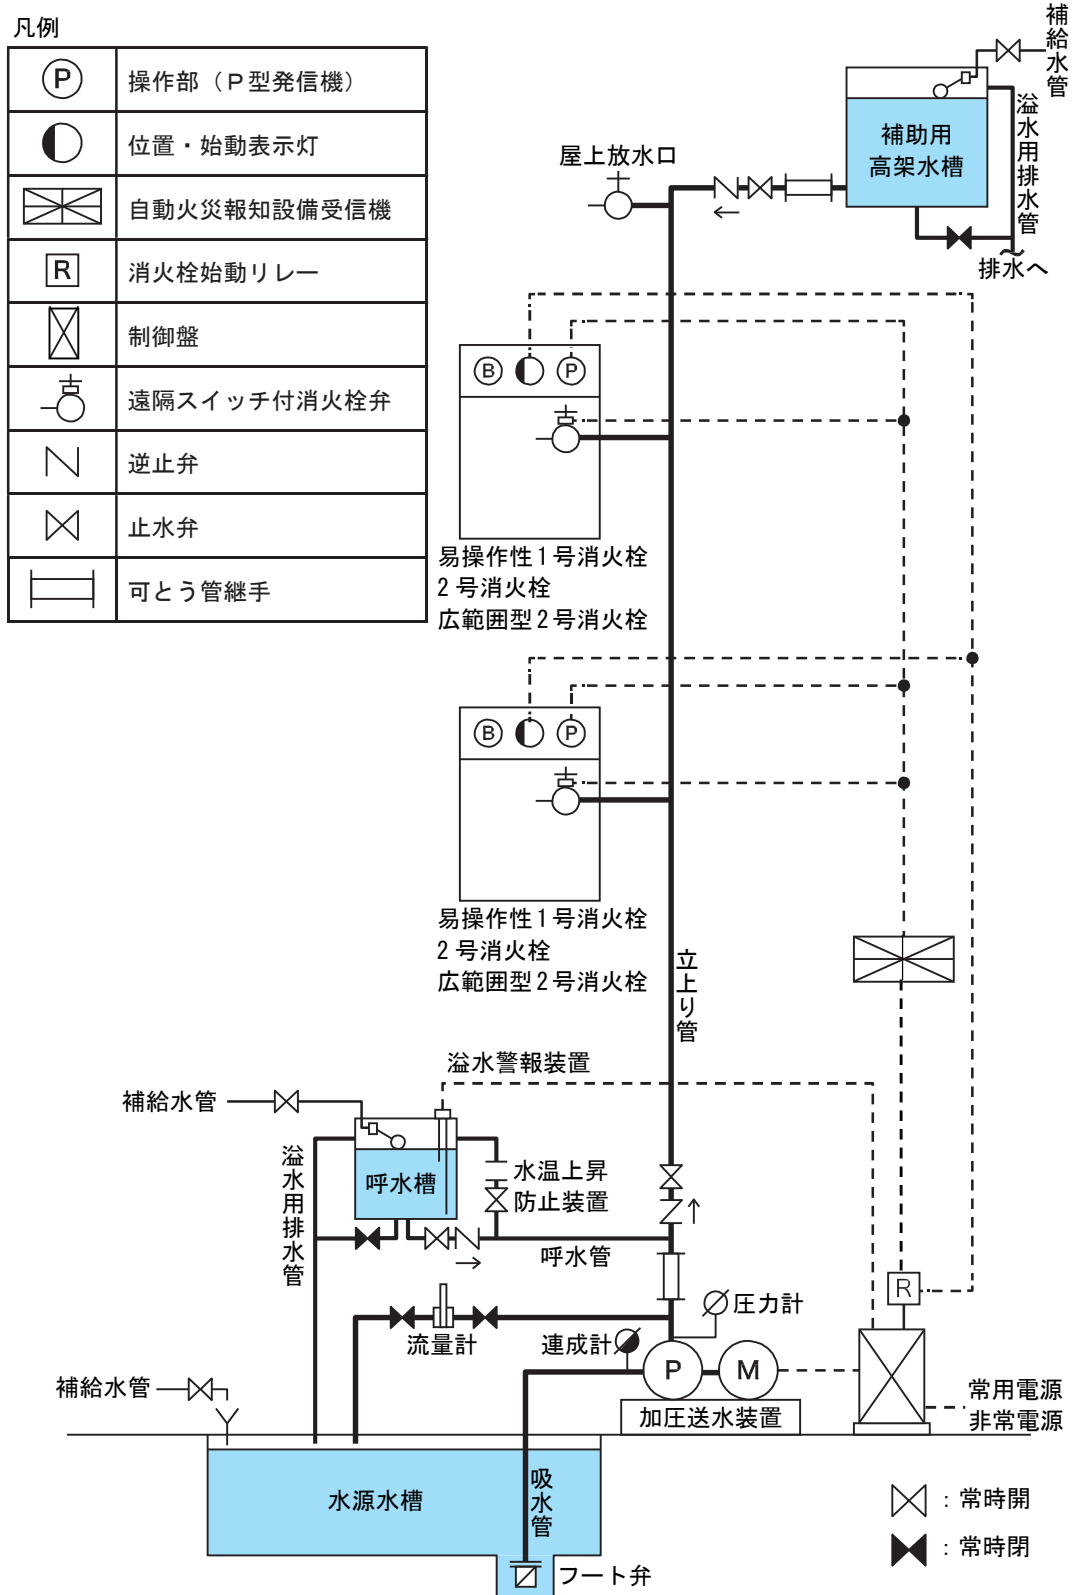 凡例
P 操作部（P型発信機）
位置・始動表示灯
自動火災報知設備受信機
R 消火栓始動リレー
制御盤
遠隔スイッチ付消火栓弁
逆止弁
止水弁
可とう管継手
補給水管
溢水用排水管
補助用
高架水槽
排水へ
屋上放水口
B P
易操作性1号消火栓
2号消火栓
広範囲型2号消火栓
B P
易操作性1号消火栓
2号消火栓
広範囲型2号消火栓
立上り管
溢水警報装置
補給水管
溢水用排水管
呼水槽
水温上昇
防止装置
呼水管
R
圧力計
流量計
連成計
P M
加圧送水装置
補給水管
常用電源
非常電源
水源水槽
吸水管
フート弁
：常時開
：常時閉